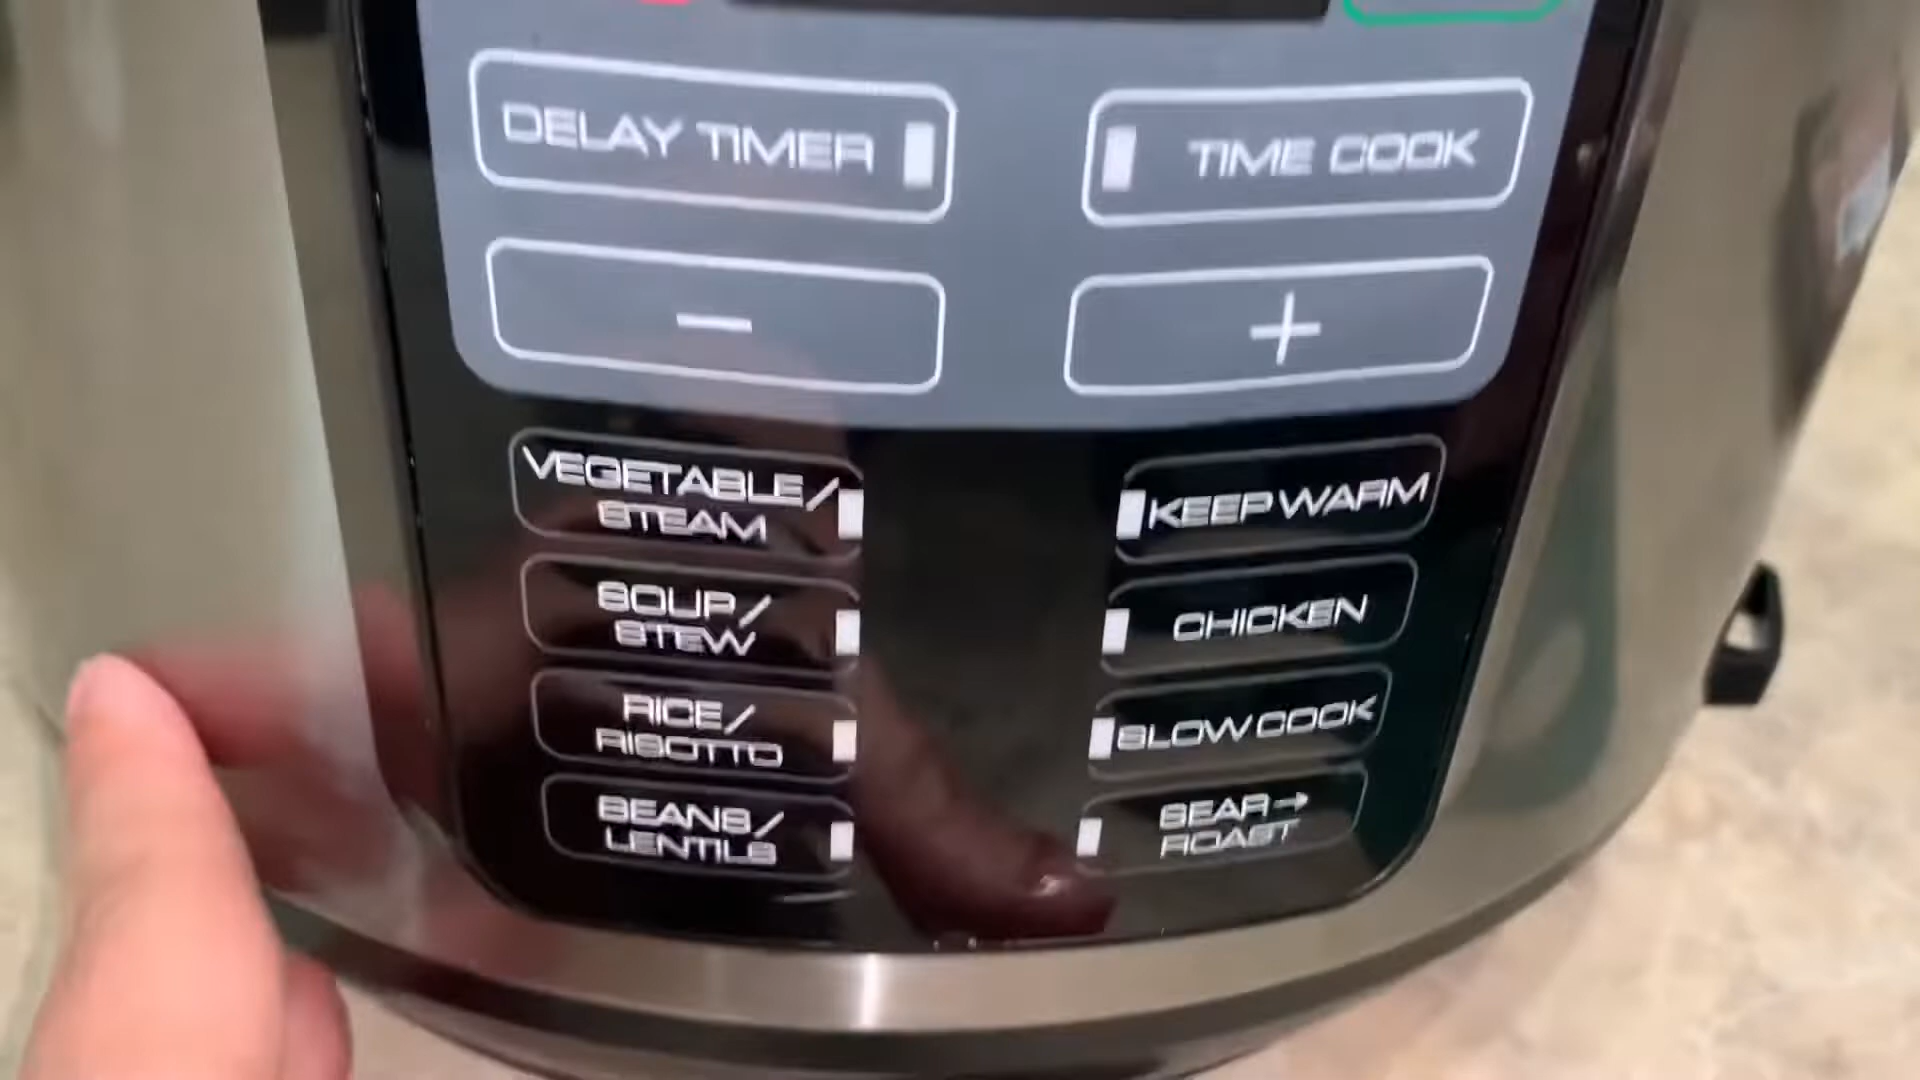 DELAY TIMER
TIME COOK
−
+
VEGETABLE/
STEAM
KEEP WARM
SOUP/
STEW
CHICKEN
RICE/
RISOTTO
SLOW COOK
BEANS/
LENTILS
SEAR→
ROAST